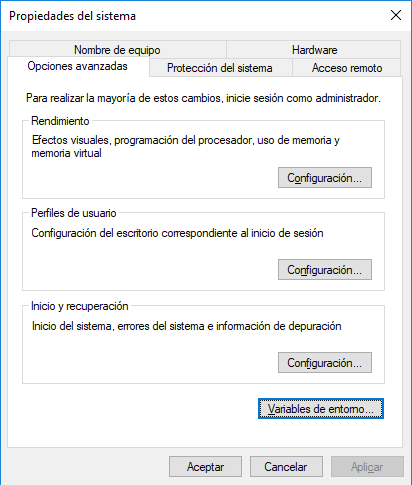 Propiedades del sistema
Nombre de equipo
Hardware
Opciones avanzadas
Protección del sistema
Acceso remoto
Para realizar la mayoría de estos cambios, inicie sesión como administrador.
Rendimiento
Efectos visuales, programación del procesador, uso de memoria y
memoria virtual
Configuración...
Perfiles de usuario
Configuración del escritorio correspondiente al inicio de sesión
Configuración...
Inicio y recuperación
Inicio del sistema, errores del sistema e información de depuración
Configuración...
Variables de entorno...
Aceptar
Cancelar
Aplicar